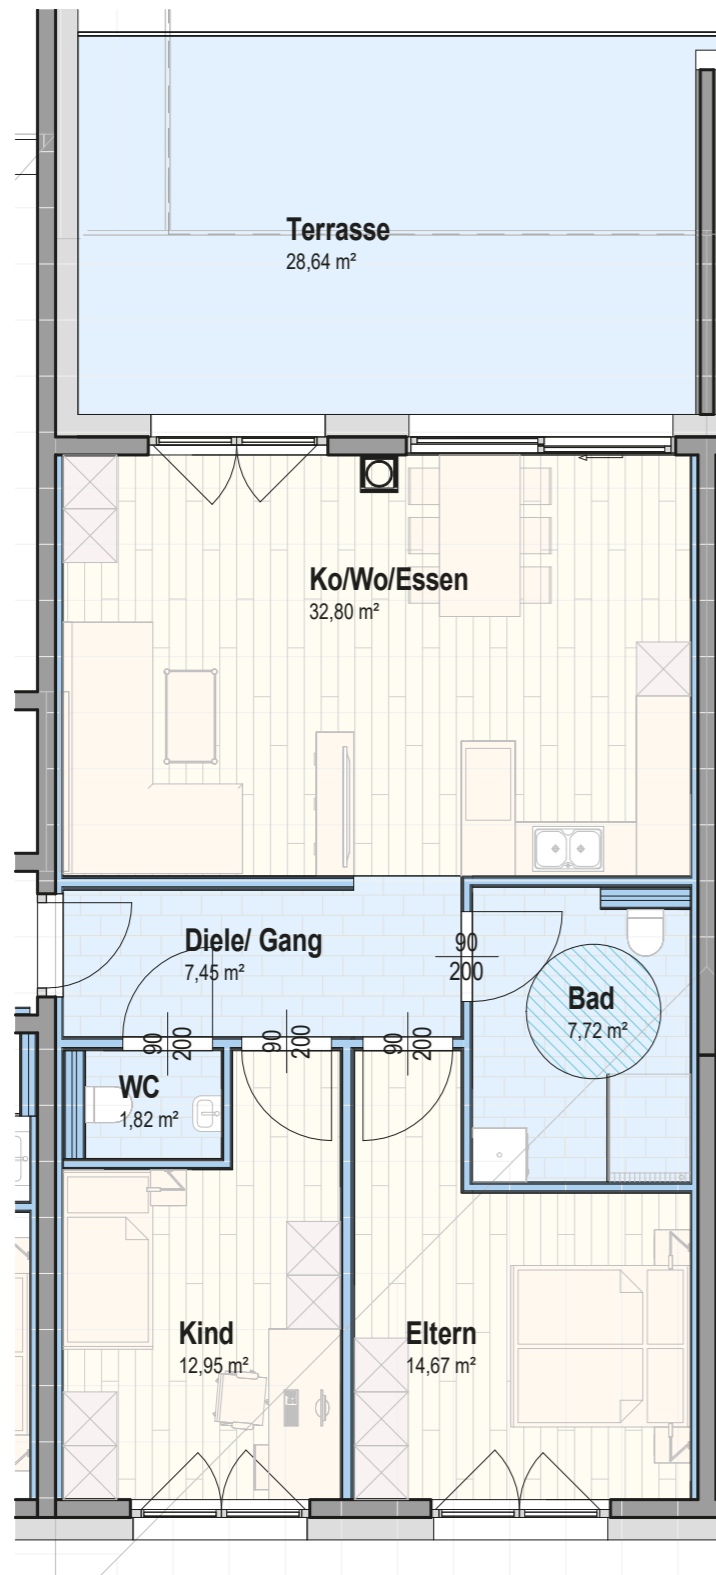 Terrasse
28,64 m²
Ko/Wo/Essen
32,80 m²
Diele/ Gang
7,45 m²
90
200
Bad
7,72 m²
90
200
90
200
90
200
WC
1,82 m²
Kind
12,95 m²
Eltern
14,67 m²